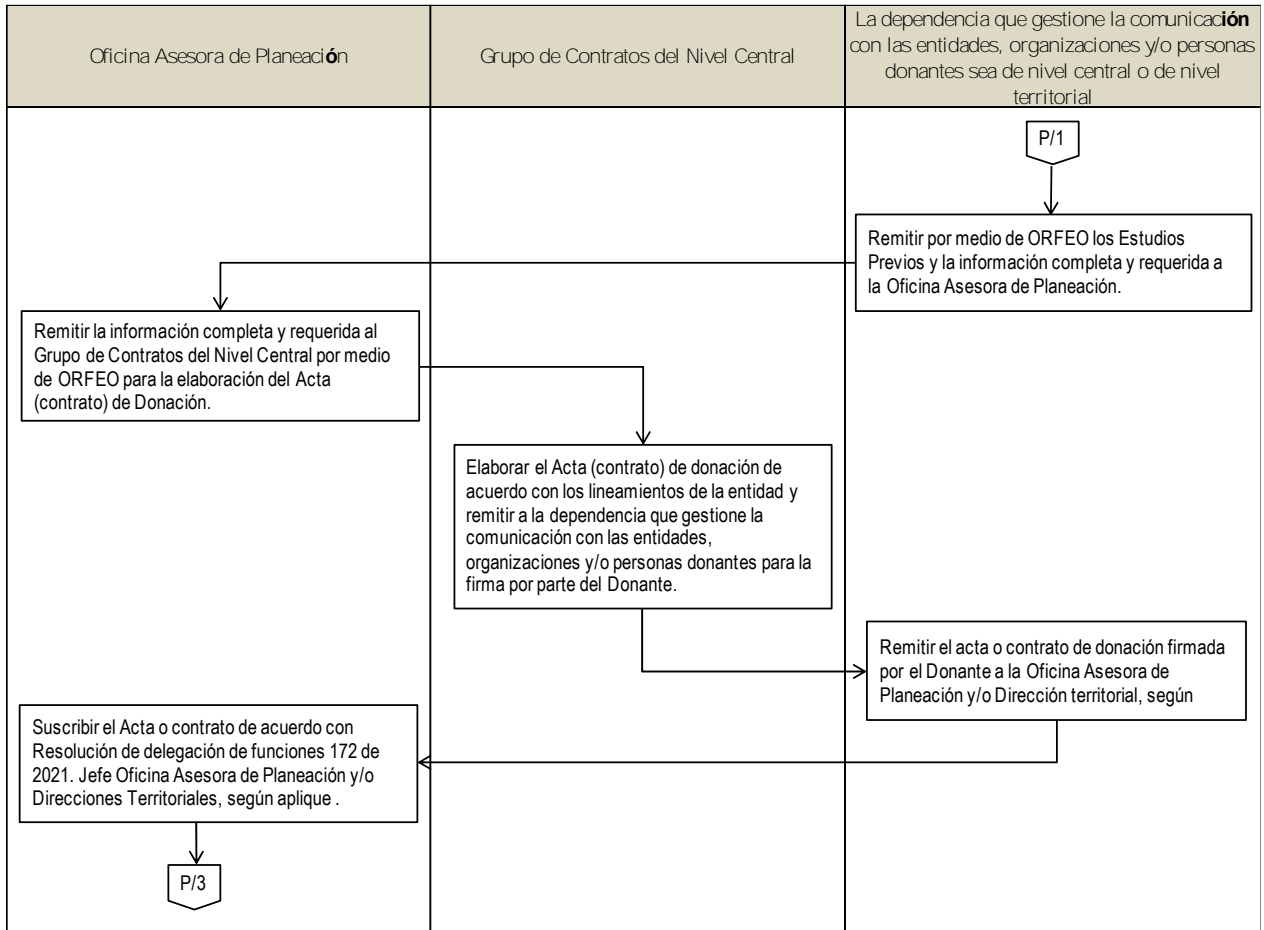 Oficina Asesora de Planeación
Grupo de Contratos del Nivel Central
La dependencia que gestione la comunicación
con las entidades, organizaciones y/o personas
donantes sea de nivel central o de nivel
territorial
P/1
Remitir por medio de ORFEO los Estudios
Previos y la información completa y requerida a
la Oficina Asesora de Planeación.
Remitir la información completa y requerida al
Grupo de Contratos del Nivel Central por medio
de ORFEO para la elaboración del Acta
(contrato) de Donación.
Elaborar el Acta (contrato) de donación de
acuerdo con los lineamientos de la entidad y
remitir a la dependencia que gestione la
comunicación con las entidades,
organizaciones y/o personas donantes para la
firma por parte del Donante.
Remitir el acta o contrato de donación firmada
por el Donante a la Oficina Asesora de
Planeación y/o Dirección territorial, según
Suscribir el Acta o contrato de acuerdo con
Resolución de delegación de funciones 172 de
2021. Jefe Oficina Asesora de Planeación y/o
Direcciones Territoriales, según aplique .
P/3